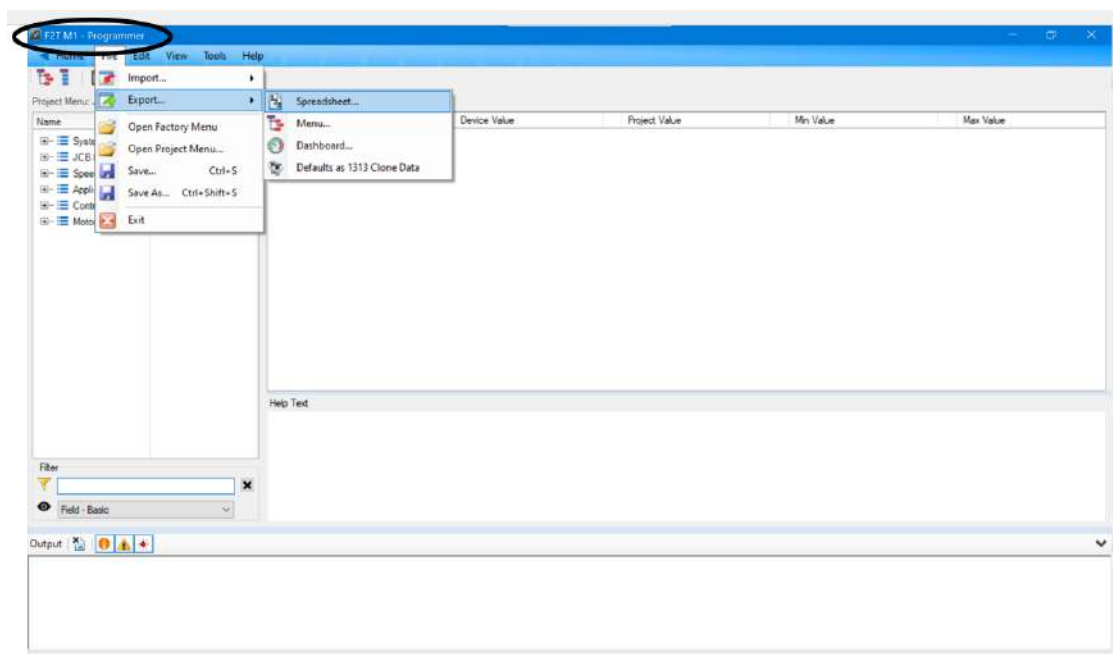 F2T M1 - Programmer
Home File Edit View Tools Help
Import...
Project Menu:
Export...
Spreadsheet...
Name
Device Value
Project Value
Min Value
Max Value
Open Factory Menu
Menu...
Open Project Menu...
Dashboard...
Save... Ctrl+S
Defaults as 1313 Clone Data
Save As... Ctrl+Shift+S
Exit
JCB
Help Text
Filter
Field - Basic
Output